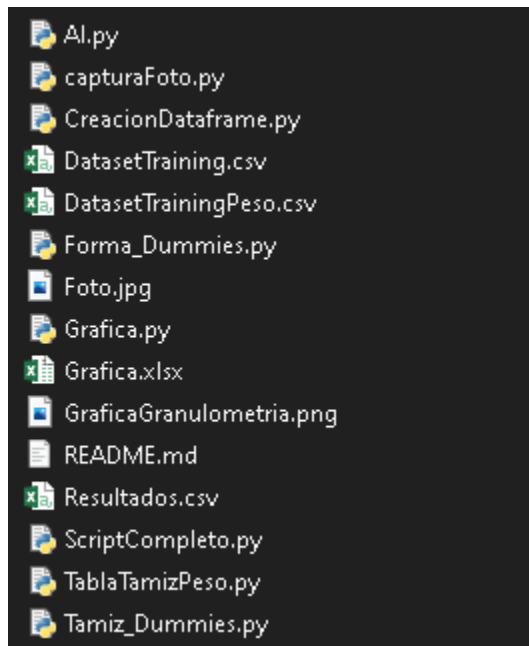 AI.py
capturaFoto.py
CreacionDataframe.py
DatasetTraining.csv
DatasetTrainingPeso.csv
Forma_Dummies.py
Foto.jpg
Grafica.py
Grafica.xlsx
GraficaGranulometria.png
README.md
Resultados.csv
ScriptCompleto.py
TablaTamizPeso.py
Tamiz_Dummies.py